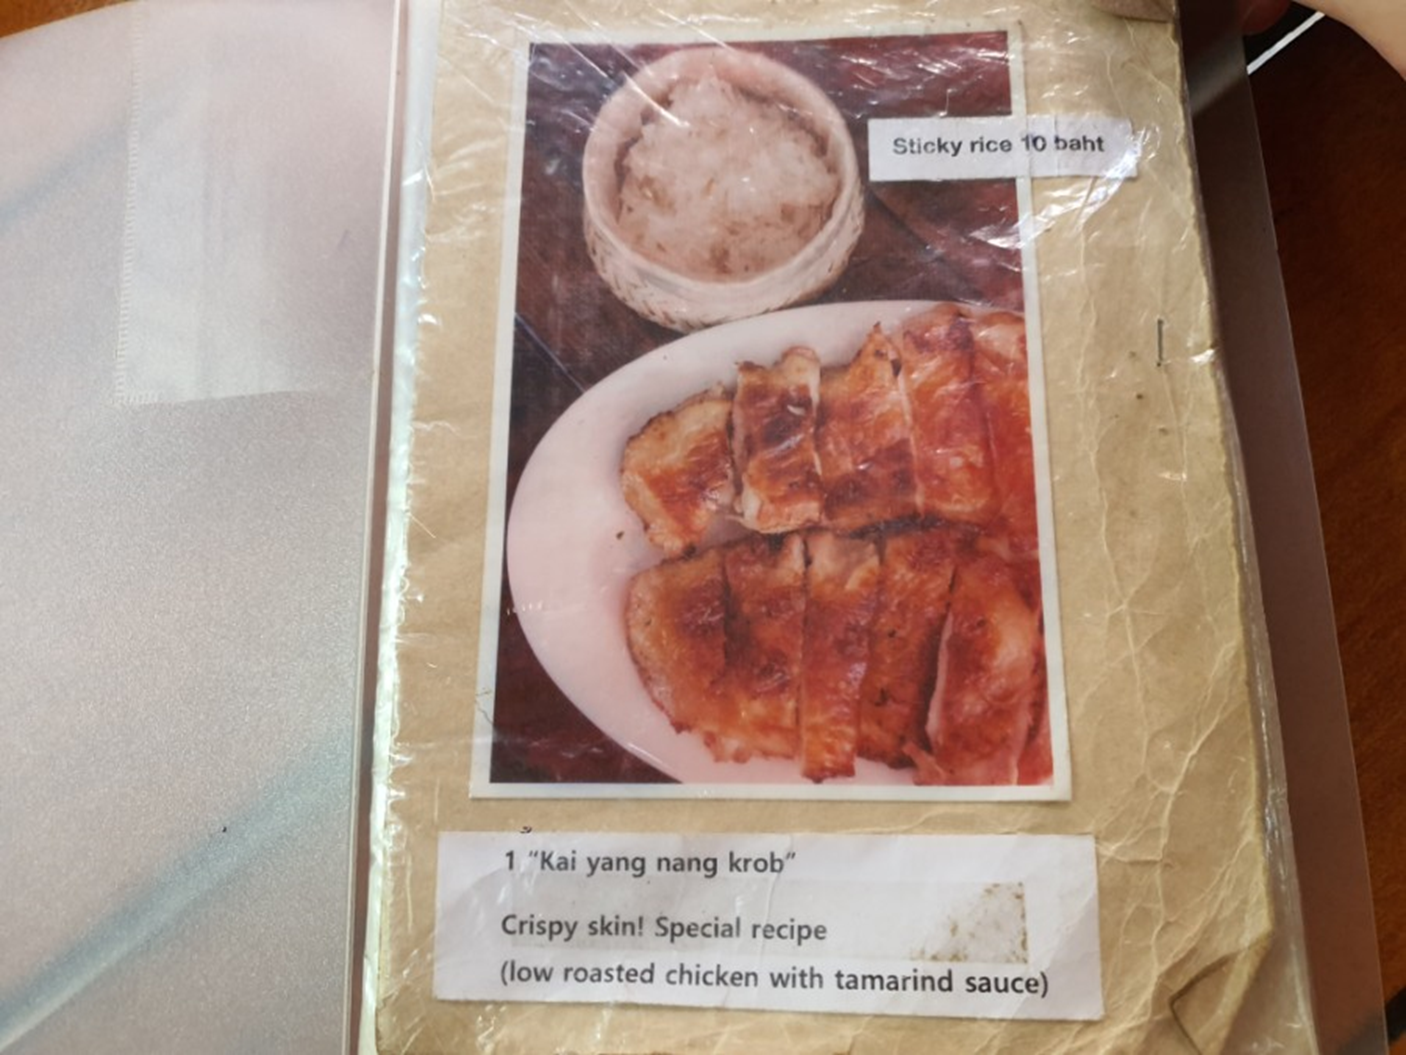 Sticky rice 10 baht
1 “Kai yang nang krob”
Crispy skin! Special recipe
(low roasted chicken with tamarind sauce)